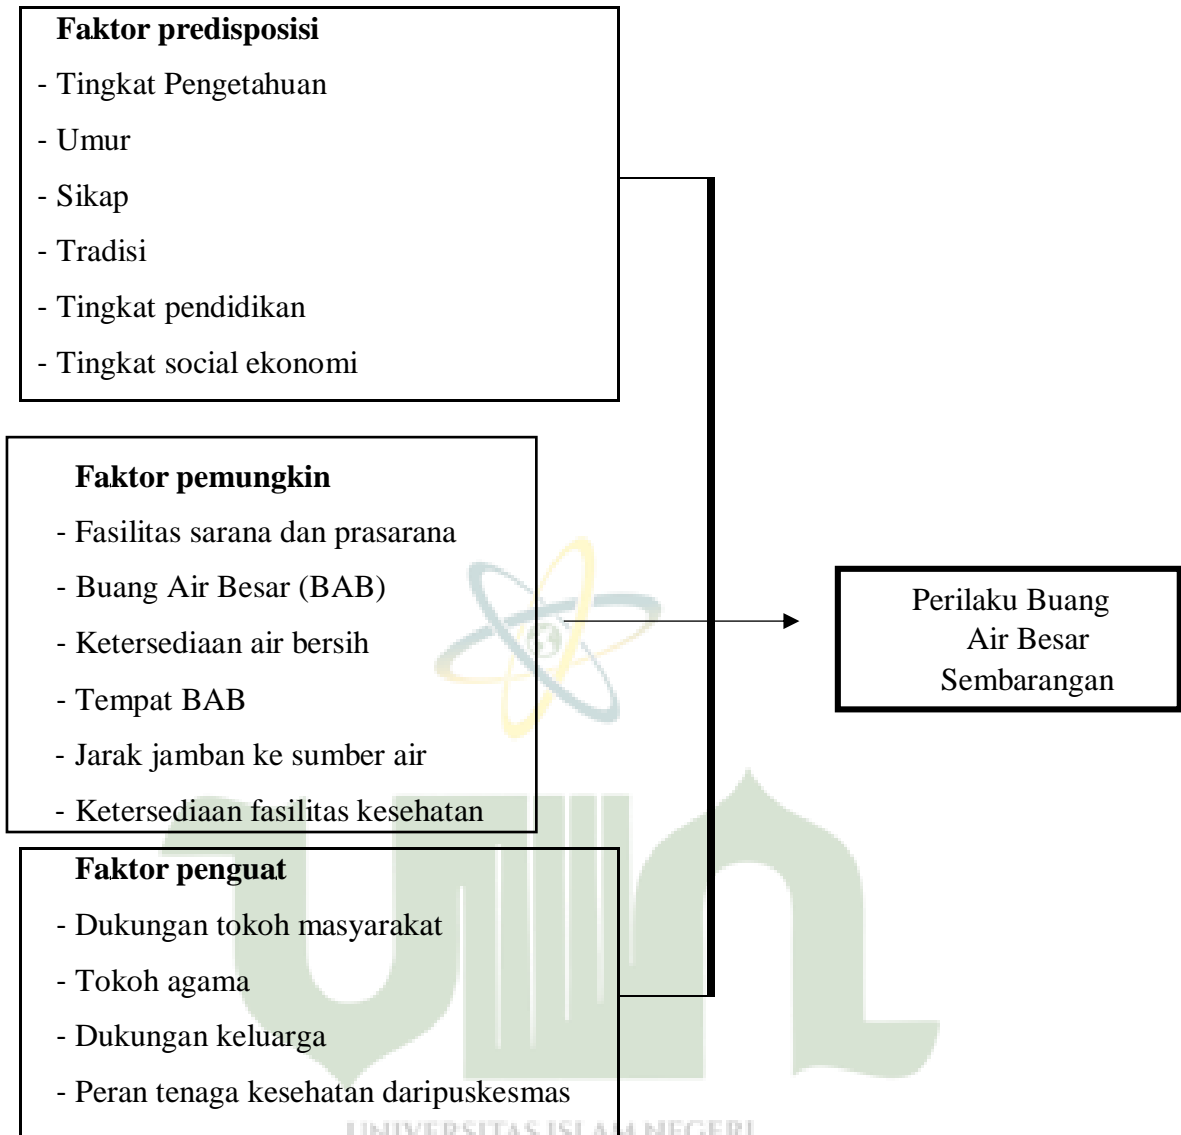 Faktor predisposisi
- Tingkat Pengetahuan
- Umur
- Sikap
- Tradisi
- Tingkat pendidikan
- Tingkat social ekonomi
Faktor pemungkin
- Fasilitas sarana dan prasarana
- Buang Air Besar (BAB)
- Ketersediaan air bersih
- Tempat BAB
- Jarak jamban ke sumber air
- Ketersediaan fasilitas kesehatan
Faktor penguat
- Dukungan tokoh masyarakat
- Tokoh agama
- Dukungan keluarga
- Peran tenaga kesehatan daripuskesmas
Perilaku Buang
Air Besar
Sembarangan
uin
UNIVERSITAS ISLAM NEGERI